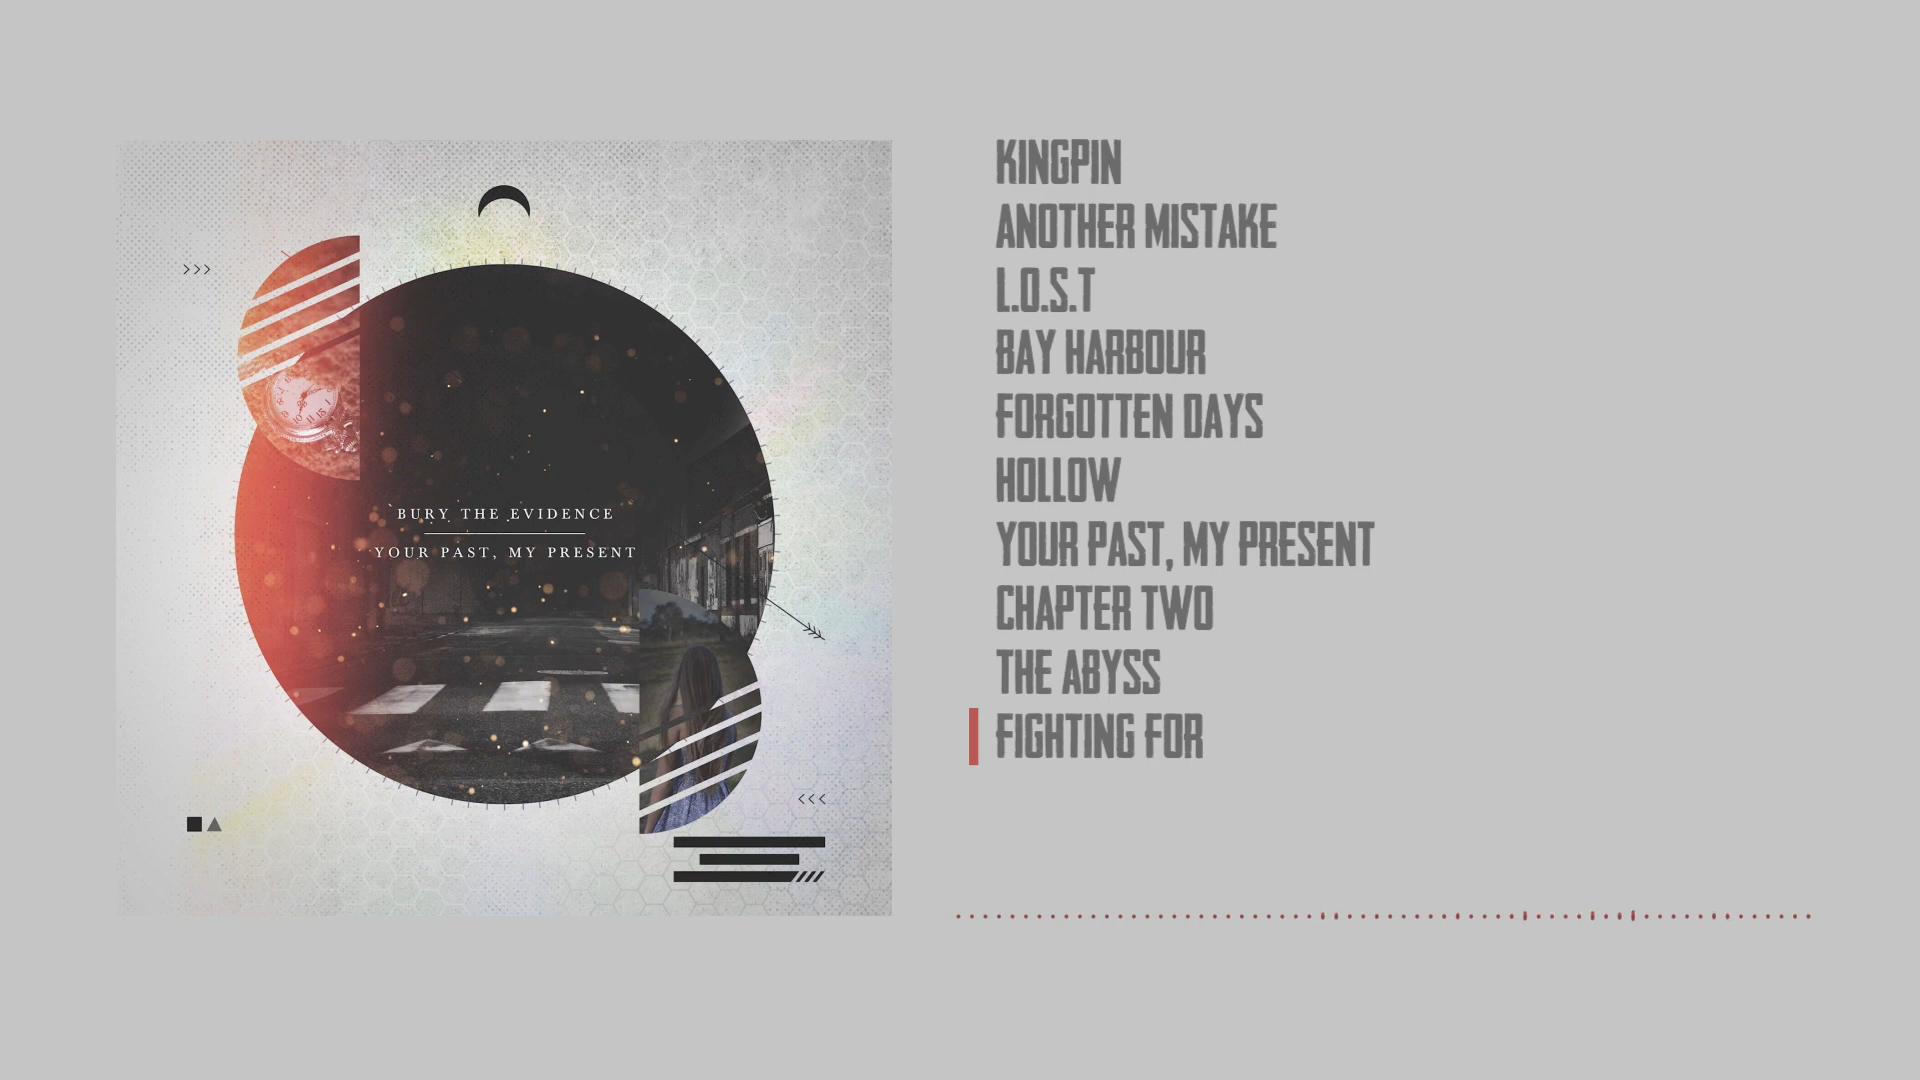 BURY THE EVIDENCE
YOUR PAST, MY PRESENT
KINGPIN
ANOTHER MISTAKE
L.O.S.T
BAY HARBOUR
FORGOTTEN DAYS
HOLLOW
YOUR PAST, MY PRESENT
CHAPTER TWO
THE ABYSS
FIGHTING FOR